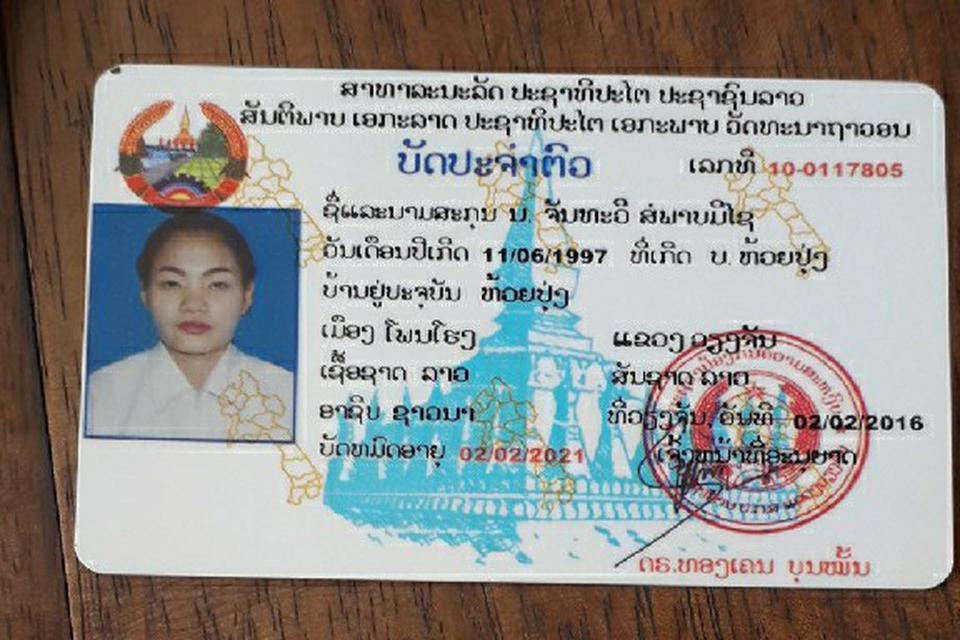 ສາທາລະນະລັດ ປະຊາທິປະໄຕ ປະຊາຊົນລາວ
ສັນຕິພາບ ເອກະລາດ ປະຊາທິປະໄຕ ເອກະພາບ ວັດທະນາຖາວອນ
ບັດປະຈຳຕົວ ເລກທີ 10-0117805
ຊື່ແລະນາມສະກຸນ ນ. ຈັນທະວີ ສີພາບມີໄຊ
ວັນເດືອນປີເກີດ 11/06/1997 ທີ່ເກີດ ບ. ຫ້ວຍປຸ່ງ
ບ້ານຢູ່ປະຈຸບັນ ຫ້ວຍປຸ່ງ
ເມືອງ ໂພນໂຮງ ແຂວງ ວຽງຈັນ
ເຊື້ອຊາດ ລາວ ສັນຊາດ ລາວ
ອາຊີບ ຊາວນາ ທີ່ວຽງຈັນ, ວັນທີ 02/02/2016
ບັດຫມົດອາຍຸ 02/02/2021 ເຈົ້າຫນ້າທີ່ອະນຸຍາດ
ດຣ.ທອງເຄນ ບຸນໝັ້ນ